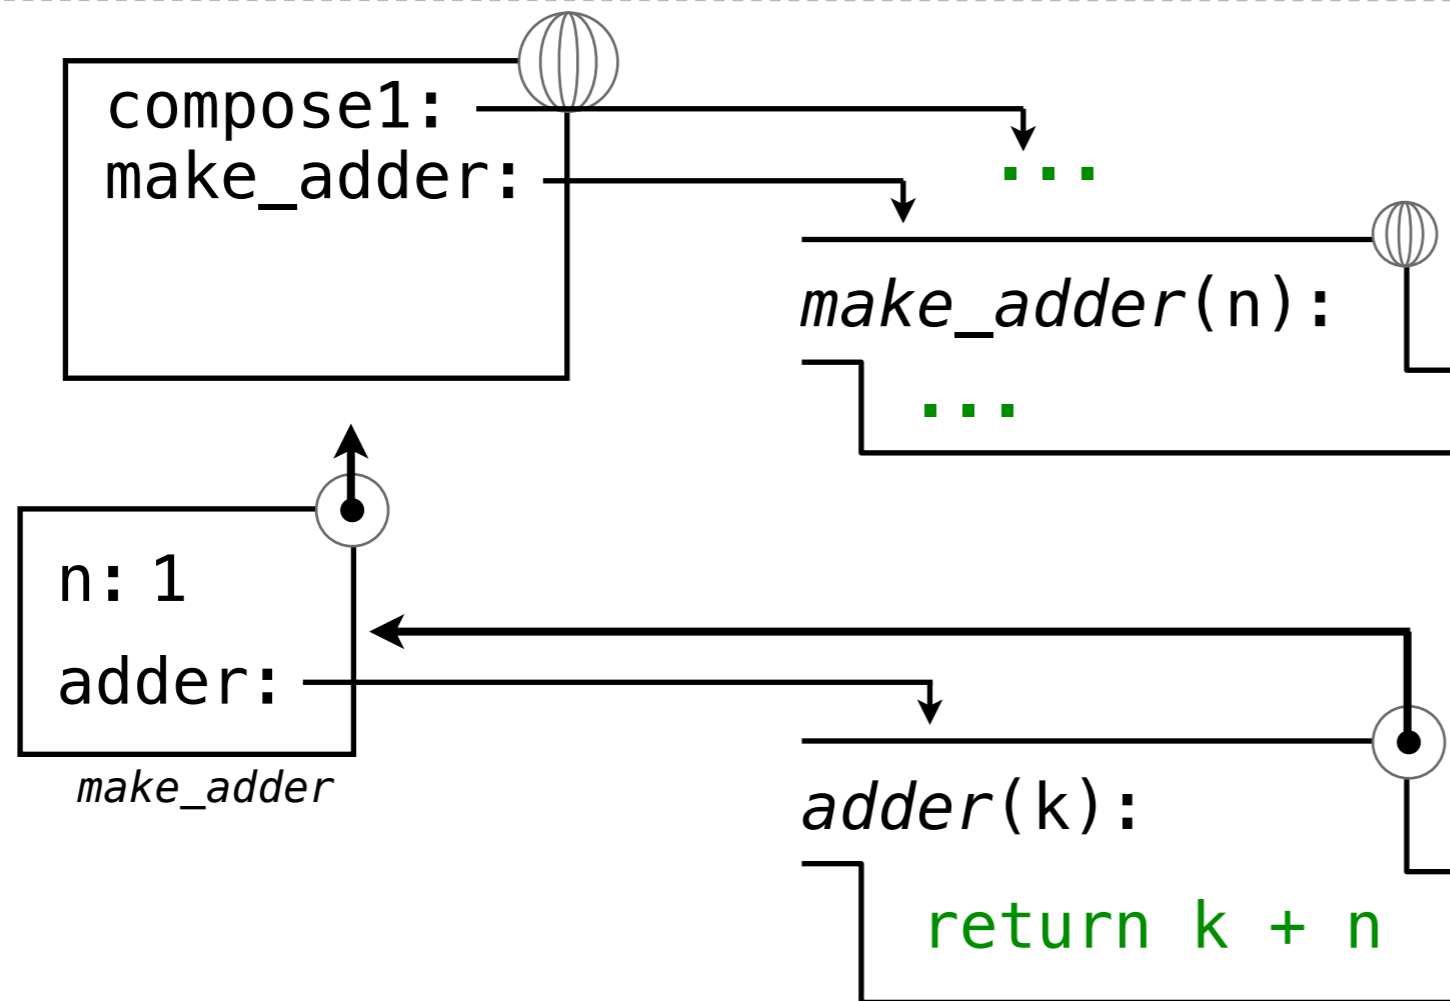 compose1:
make_adder:
...
make_adder(n):
...
n: 1
adder:
make_adder
adder(k):
return k + n